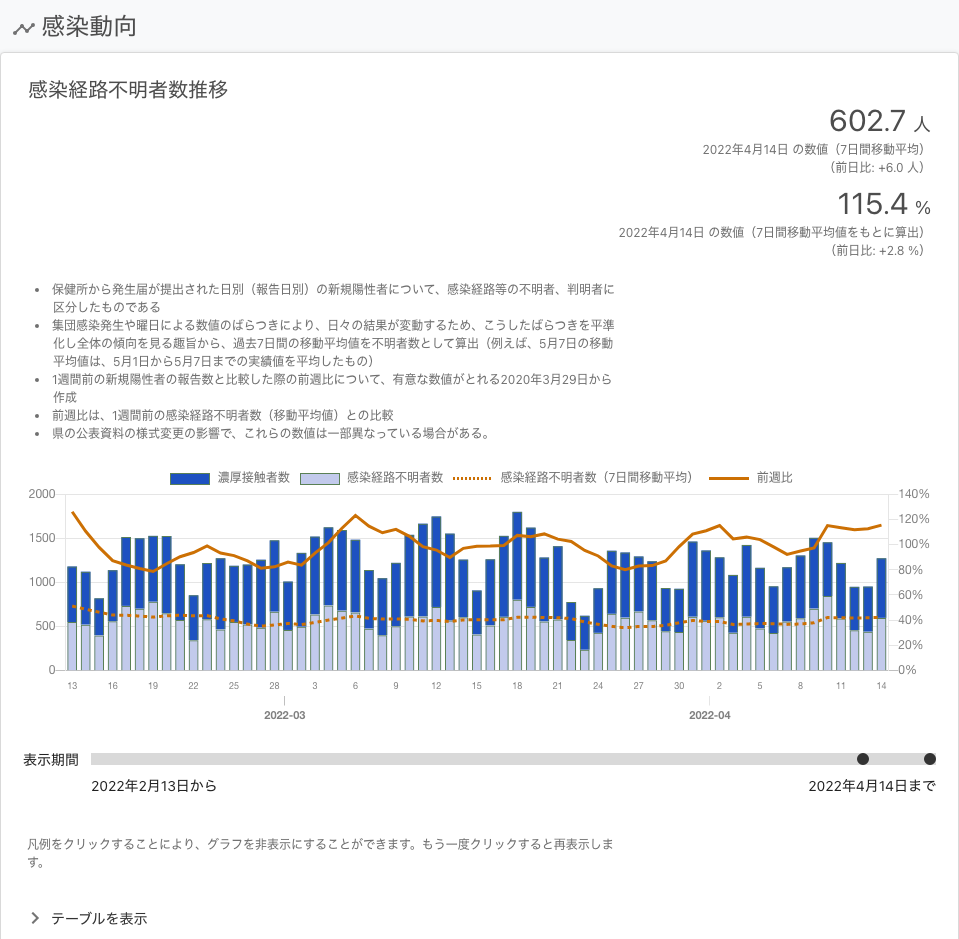 感染動向
感染経路不明者数推移
602.7 人
2022年4月14日 の数値（7日間移動平均）
（前日比: +6.0 人）
115.4 %
2022年4月14日 の数値（7日間移動平均値をもとに算出）
（前日比: +2.8 %）
• 保健所から発生届が提出された日別（報告日別）の新規陽性者について、感染経路等の不明者、判明者に
区分したものである
• 集団感染発生や曜日による数値のばらつきにより、日々の結果が変動するため、こうしたばらつきを平準
化し全体の傾向を見る趣旨から、過去7日間の移動平均値を不明者数として算出（例えば、5月7日の移動
平均値は、5月1日から5月7日までの実績値を平均したもの）
• 1週間前の新規陽性者の報告数と比較した際の前週比について、有意な数値がとれる2020年3月29日から
作成
• 前週比は、1週間前の感染経路不明者数（移動平均値）との比較
• 県の公表資料の様式変更の影響で、これらの数値は一部異なっている場合がある。
濃厚接触者数 感染経路不明者数 感染経路不明者数（7日間移動平均） 前週比
2000 140%
120%
1500
100%
1000 80%
60%
500 40%
20%
0 0%
13 16 19 22 25 28 3 6 9 12 15 18 21 24 27 30 2 5 8 11 14
2022-03 2022-04
表示期間
2022年2月13日から 2022年4月14日まで
凡例をクリックすることにより、グラフを非表示にすることができます。もう一度クリックすると再表示しま
す。
テーブルを表示